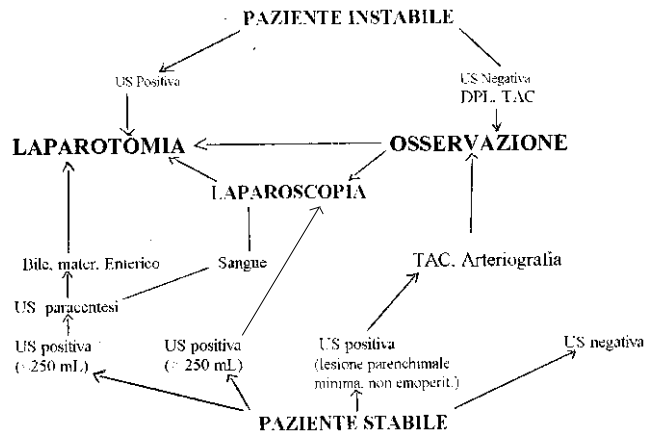 PAZIENTE INSTABILE
US Positiva
US Negativa
DPL. TAC
LAPAROTOMIA
OSSERVAZIONE
LAPAROSCOPIA
Bile. mater. Enterico
Sangue
TAC. Arteriografia
US paracentesi
US positiva
250 mL)
US positiva
250 mL)
US positiva
(lesione parenchimale
minima. non emoperit.)
US negativa
PAZIENTE STABILE